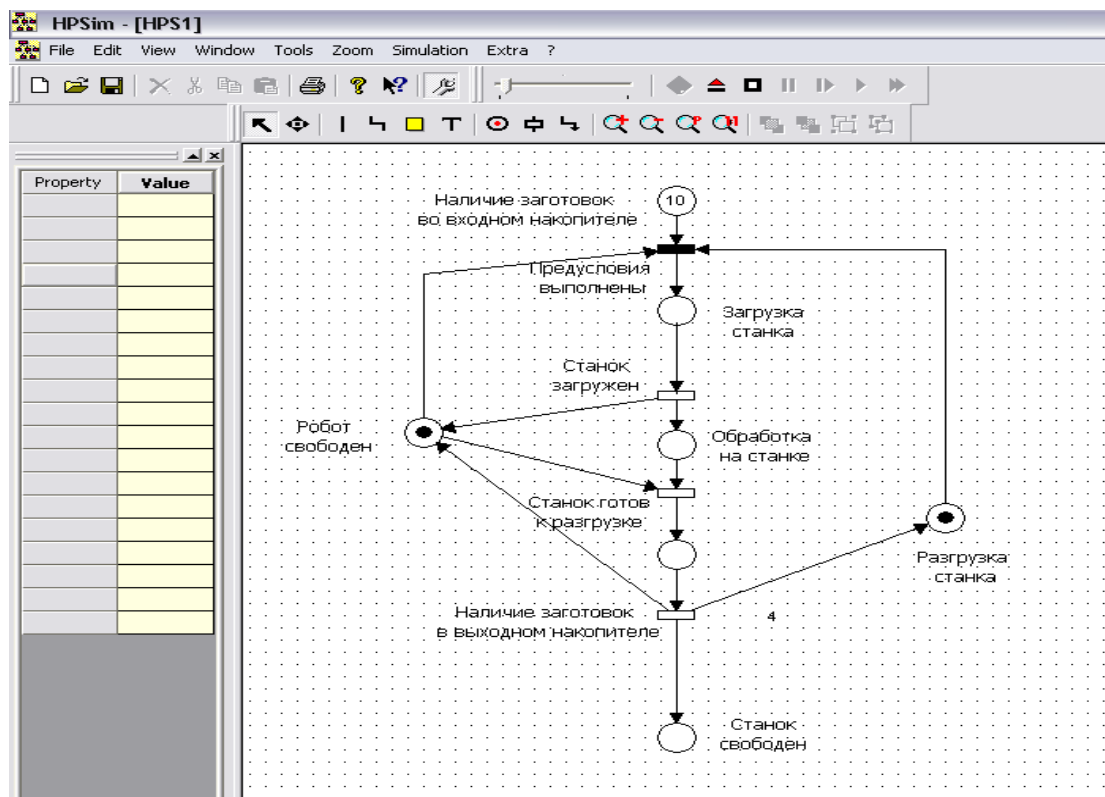 HPSim - [HPS1]
File Edit View Window Tools Zoom Simulation Extra ?
Property Value
Наличие заготовок
во входном накопителе
10
Предусловия
выполнены
Загрузка
станка
Станок
загружен
Робот
свободен
Обработка
на станке
Станок готов
к разгрузке
Разгрузка
станка
Наличие заготовок
в выходном накопителе
4
Станок
свободен